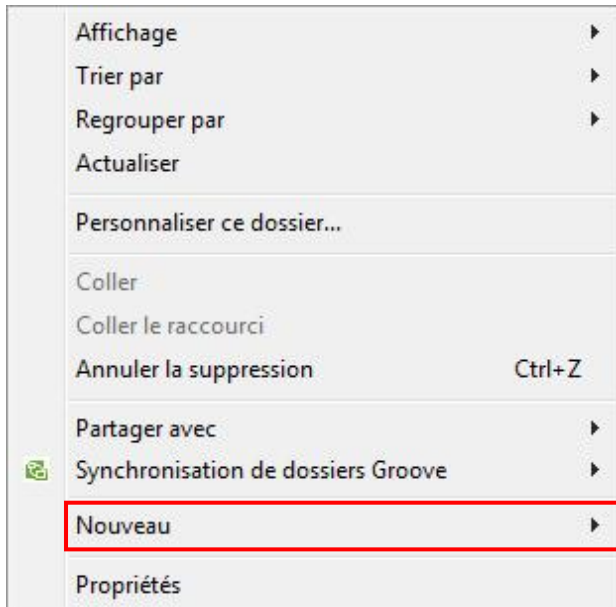 Affichage
Trier par
Regrouper par
Actualiser
Personnaliser ce dossier...
Coller
Coller le raccourci
Annuler la suppression Ctrl+Z
Partager avec
Synchronisation de dossiers Groove
Nouveau
Propriétés